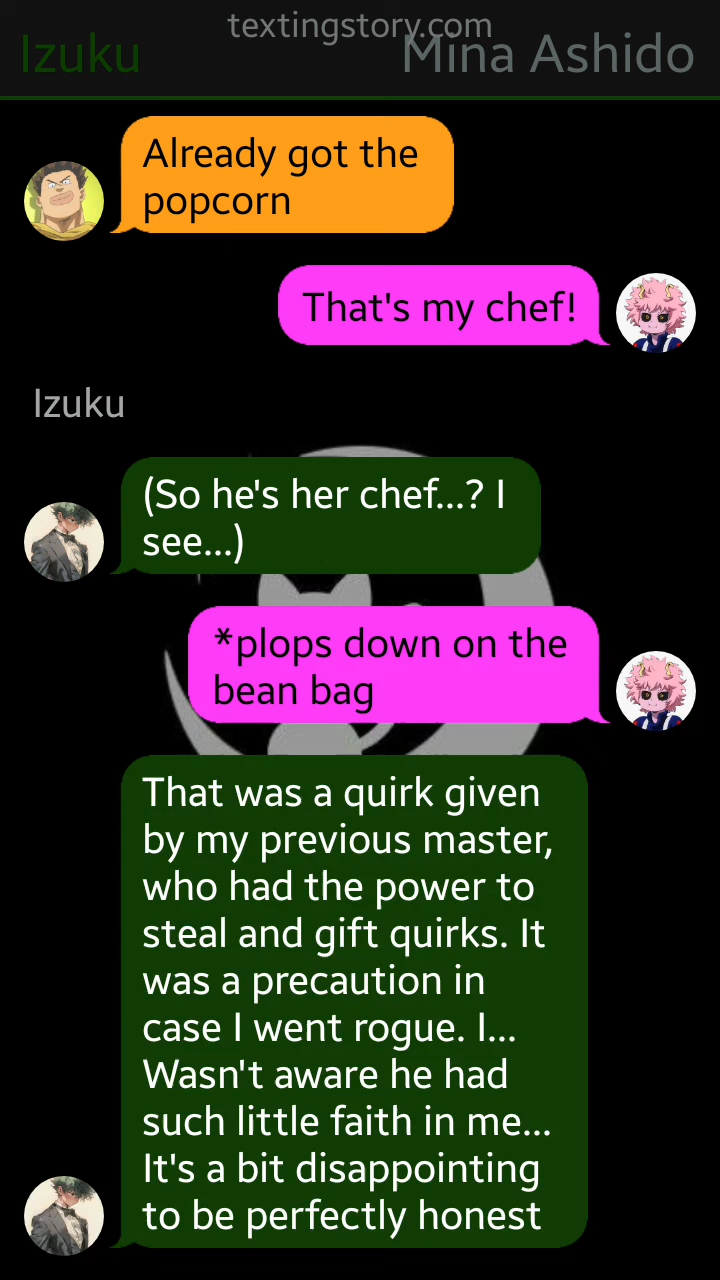 textingstory.com
Izuku
Mina Ashido
Already got the
popcorn
That's my chef!
Izuku
(So he's her chef...? I
see...)
*plops down on the
bean bag
That was a quirk given
by my previous master,
who had the power to
steal and gift quirks. It
was a precaution in
case I went rogue. I...
Wasn't aware he had
such little faith in me...
It's a bit disappointing
to be perfectly honest